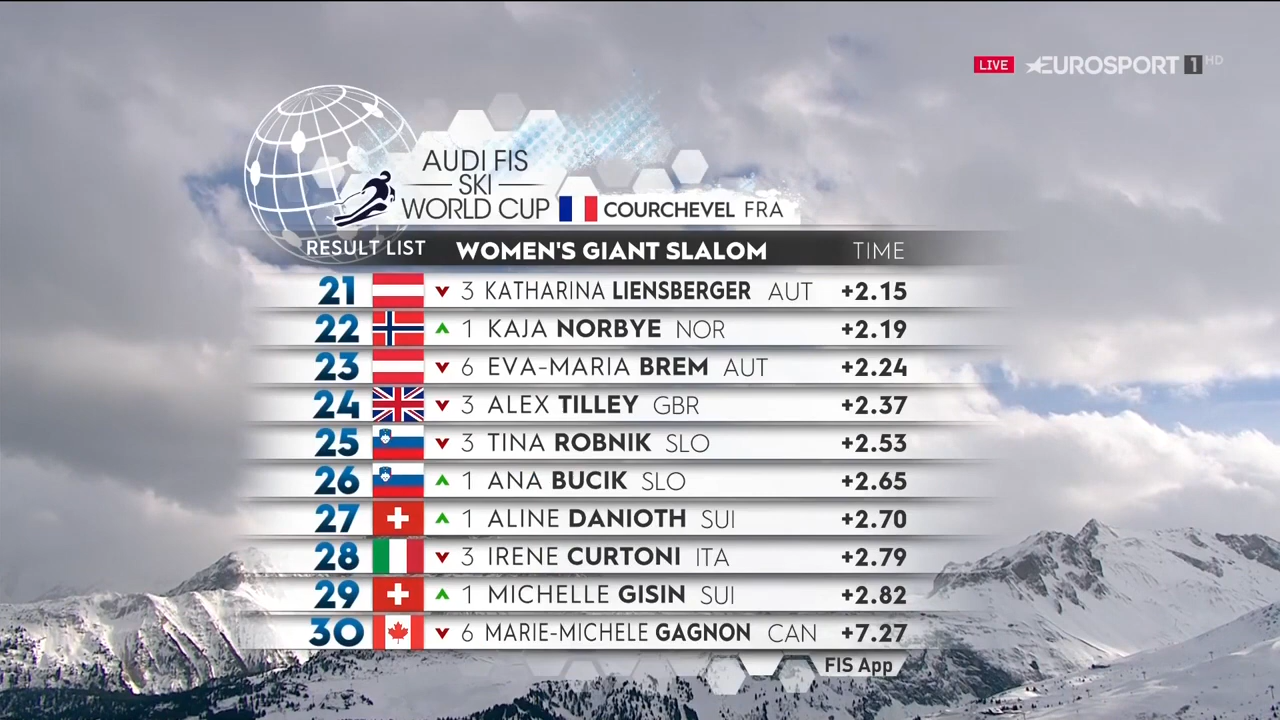 LIVE EUROSPORT 1 HD
AUDI FIS
SKI
WORLD CUP COURCHEVEL FRA
RESULT LIST WOMEN'S GIANT SLALOM TIME
21 3 KATHARINA LIENSBERGER AUT +2.15
22 1 KAJA NORBYE NOR +2.19
23 6 EVA-MARIA BREM AUT +2.24
24 3 ALEX TILLEY GBR +2.37
25 3 TINA ROBNIK SLO +2.53
26 1 ANA BUCIK SLO +2.65
27 1 ALINE DANIOTH SUI +2.70
28 3 IRENE CURTONI ITA +2.79
29 1 MICHELLE GISIN SUI +2.82
30 6 MARIE-MICHELE GAGNON CAN +7.27
FIS App